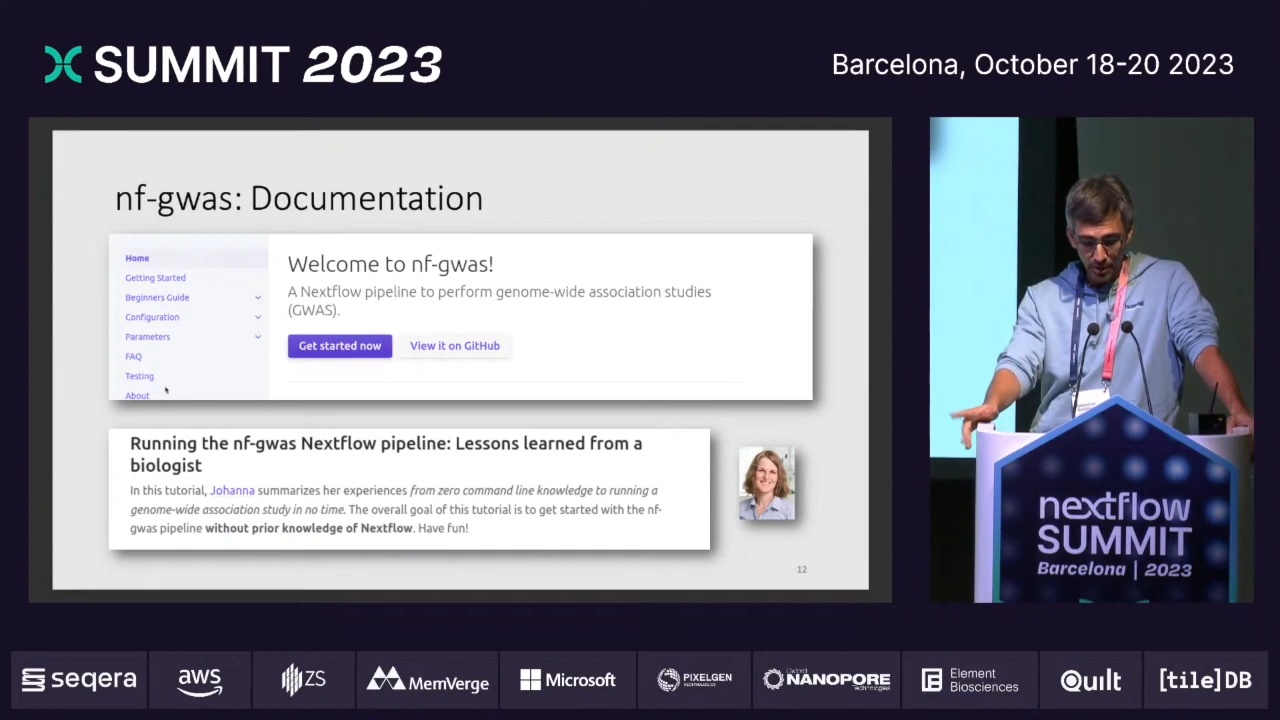 SUMMIT 2023
Barcelona, October 18-20 2023
nf-gwas: Documentation
Home
Getting Started
Beginners Guide
Configuration
Parameters
FAQ
Testing
About
Welcome to nf-gwas!
A Nextflow pipeline to perform genome-wide association studies
(GWAS).
Get started now
View it on GitHub
Running the nf-gwas Nextflow pipeline: Lessons learned from a
biologist
In this tutorial, Johanna summarizes her experiences from zero command line knowledge to running a
genome-wide association study in no time. The overall goal of this tutorial is to get started with the nf-
gwas pipeline without prior knowledge of Nextflow. Have fun!
12
nextflow
SUMMIT
Barcelona | 2023
seqera
aws
ZS
MemVerge
Microsoft
PIXELGEN
TECHNOLOGIES
Oxford
NANOPORE
Technologies
Element
Biosciences
Quilt
[tile]DB